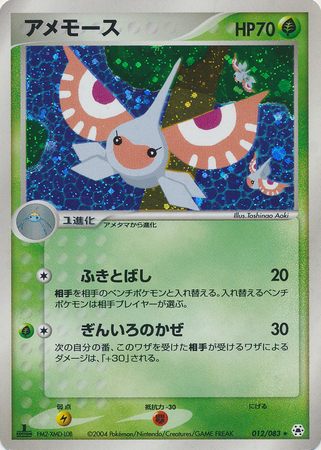 アメモース
HP70
Illus.Toshinao Aoki
1進化
アメタマから進化
ふきとばし 20
相手を相手のベンチポケモンと入れ替える。入れ替えるベンチ
ポケモンは相手プレイヤーが選ぶ。
ぎんいろのかぜ 30
次の自分の番、このワザを受けた相手が受けるワザによる
ダメージは、「+30」される。
弱点 抵抗力 -30 にげる
FM2-XMD-L0B ©2004 Pokémon/Nintendo/Creatures/GAME FREAK 012/083